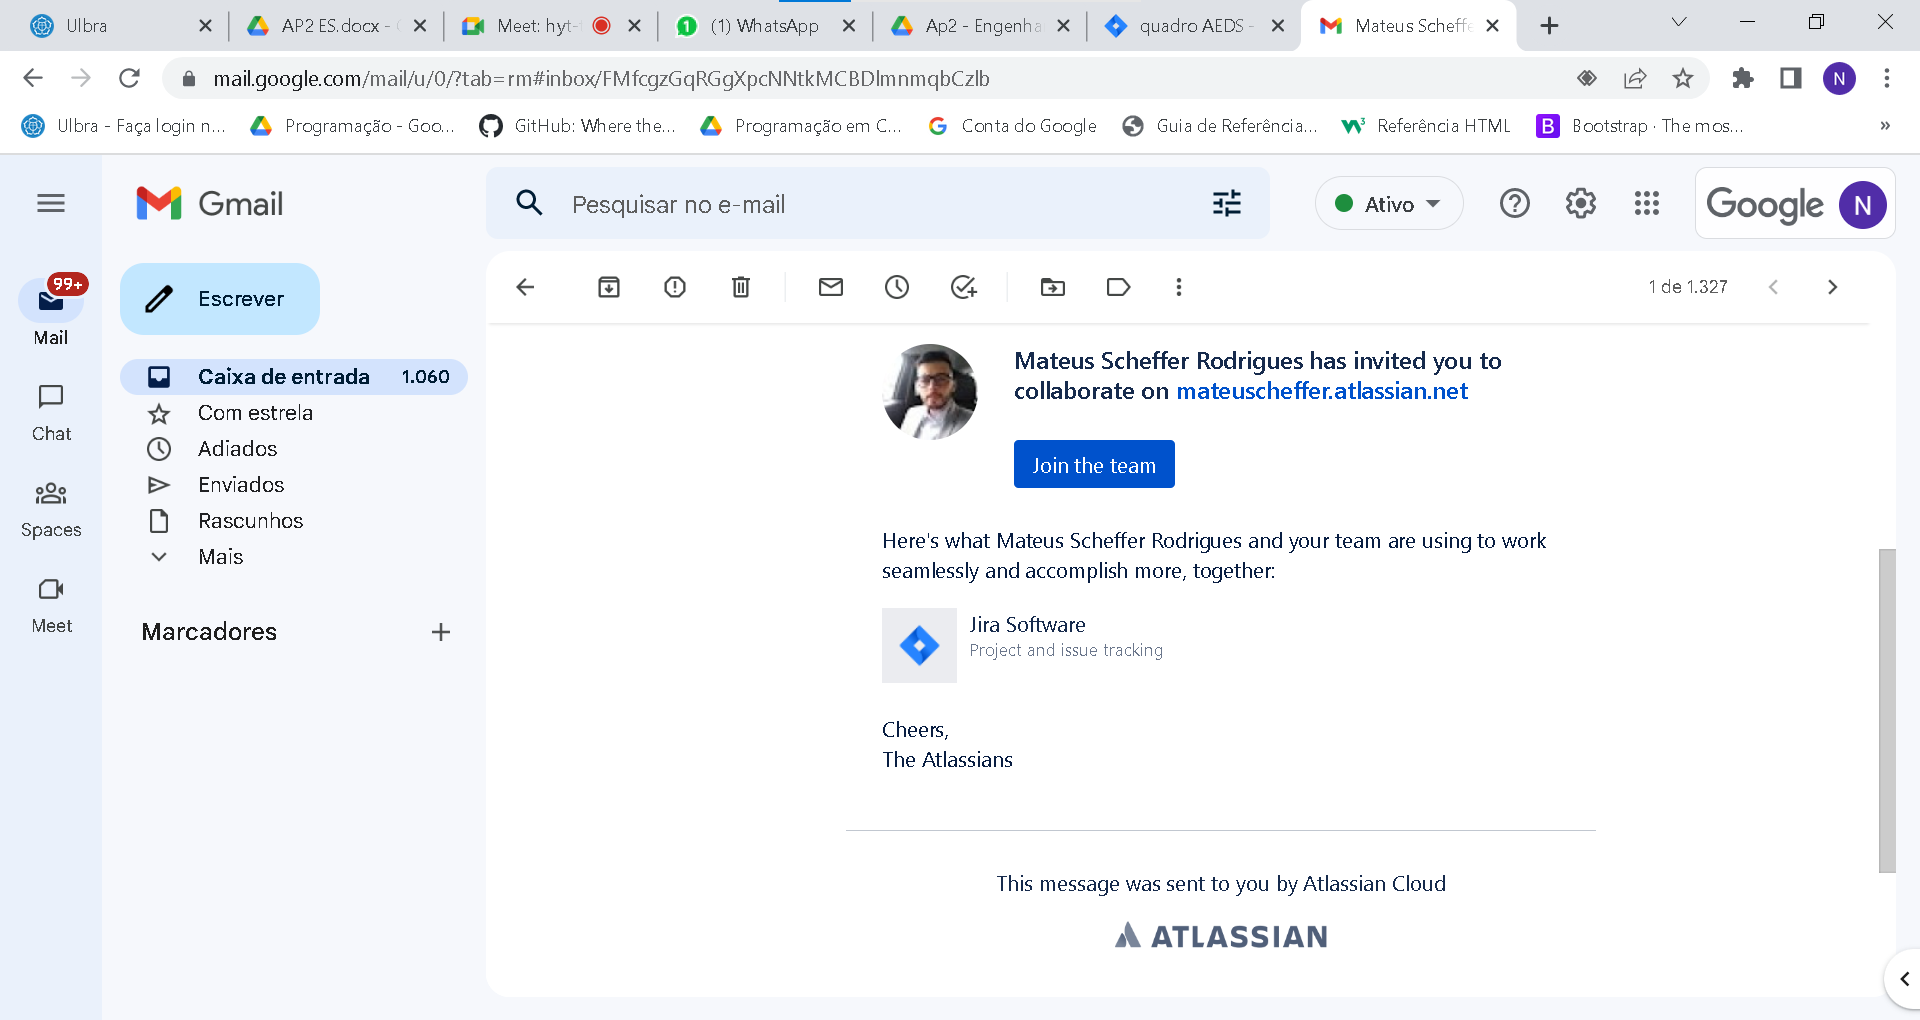 Ulbra
AP2 ES.docx -
Meet: hyt-
(1) WhatsApp
Ap2 - Engenha
quadro AEDS -
Mateus Scheffe
mail.google.com/mail/u/0/?tab=rm#inbox/FMfcgzGqRGgXpcNNtkMCBDlmnmqbCzlb
N
Ulbra - Faça login n...
Programação - Goo...
GitHub: Where the...
Programação em C...
Conta do Google
Guia de Referência...
Referência HTML
Bootstrap · The mos...
»
Gmail
Pesquisar no e-mail
Ativo
Google
N
99+
Mail
Chat
Spaces
Meet
Escrever
Caixa de entrada 1.060
Com estrela
Adiados
Enviados
Rascunhos
Mais
Marcadores
1 de 1.327
Mateus Scheffer Rodrigues has invited you to
collaborate on mateuscheffer.atlassian.net
Join the team
Here's what Mateus Scheffer Rodrigues and your team are using to work
seamlessly and accomplish more, together:
Jira Software
Project and issue tracking
Cheers,
The Atlassians
This message was sent to you by Atlassian Cloud
ATLASSIAN